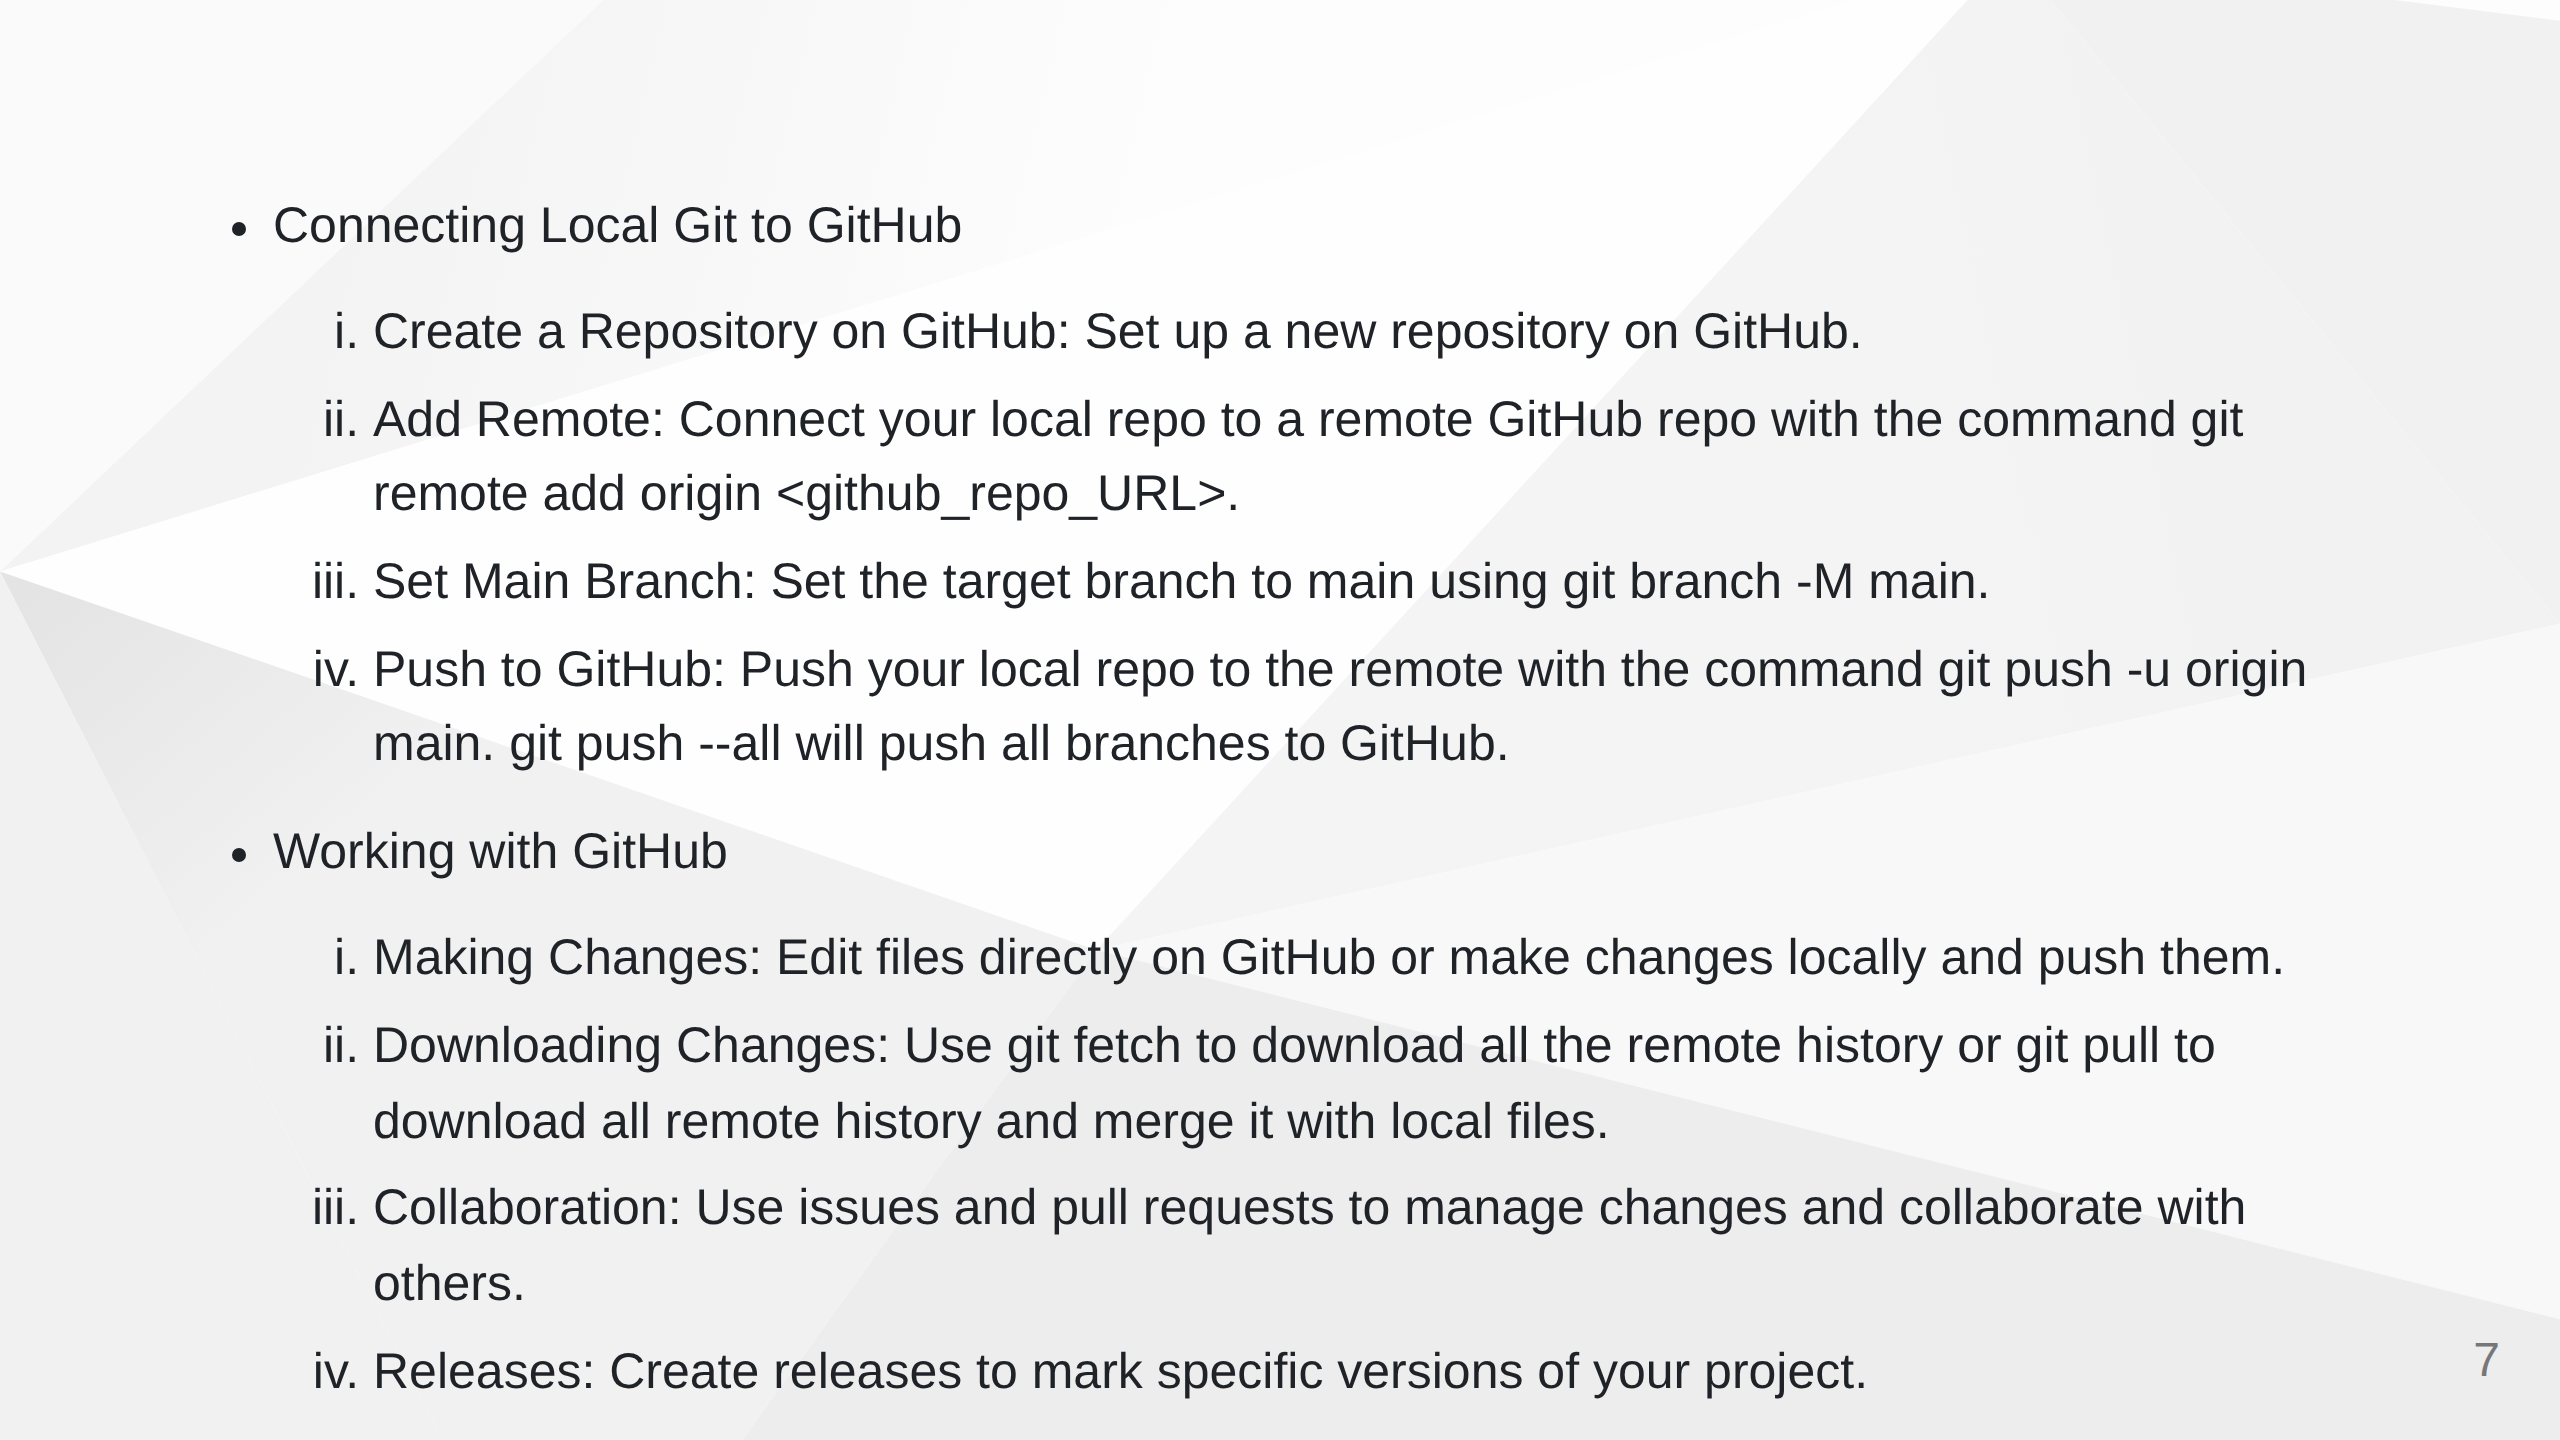 • Connecting Local Git to GitHub
i. Create a Repository on GitHub: Set up a new repository on GitHub.
ii. Add Remote: Connect your local repo to a remote GitHub repo with the command git
remote add origin <github_repo_URL>.
iii. Set Main Branch: Set the target branch to main using git branch -M main.
iv. Push to GitHub: Push your local repo to the remote with the command git push -u origin
main. git push --all will push all branches to GitHub.
• Working with GitHub
i. Making Changes: Edit files directly on GitHub or make changes locally and push them.
ii. Downloading Changes: Use git fetch to download all the remote history or git pull to
download all remote history and merge it with local files.
iii. Collaboration: Use issues and pull requests to manage changes and collaborate with
others.
iv. Releases: Create releases to mark specific versions of your project.
7